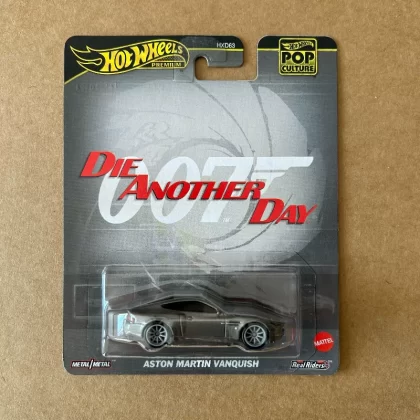 HOT WHEELS
PREMIUM
HXD63
HOT WHEELS
POP
CULTURE
007
DIE
ANOTHER
DAY
TM
MATTEL
METAL/METAL
ASTON MARTIN VANQUISH
Real Riders